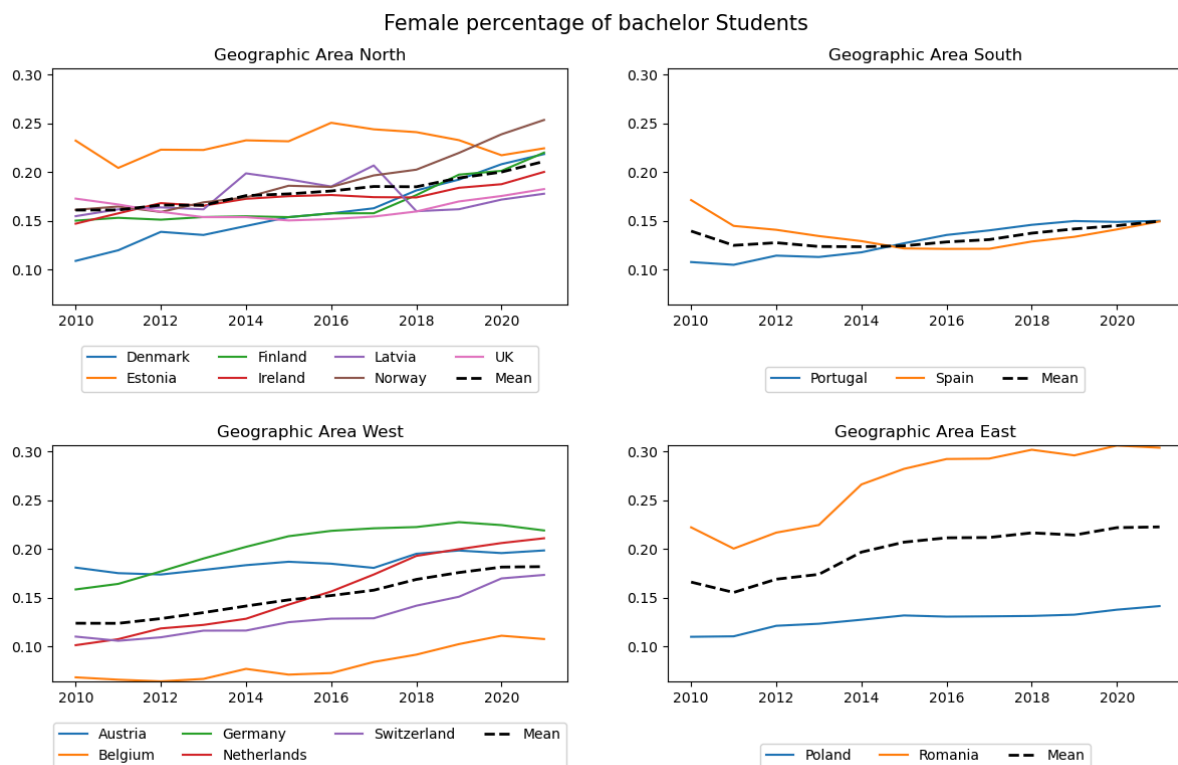 Female percentage of bachelor Students
Geographic Area North
0.30
0.25
0.20
0.15
0.10
2010 2012 2014 2016 2018 2020
Denmark Finland Latvia UK
Estonia Ireland Norway Mean
Geographic Area South
0.30
0.25
0.20
0.15
0.10
2010 2012 2014 2016 2018 2020
Portugal Spain Mean
Geographic Area West
0.30
0.25
0.20
0.15
0.10
2010 2012 2014 2016 2018 2020
Austria Germany Switzerland Mean
Belgium Netherlands
Geographic Area East
0.30
0.25
0.20
0.15
0.10
2010 2012 2014 2016 2018 2020
Poland Romania Mean